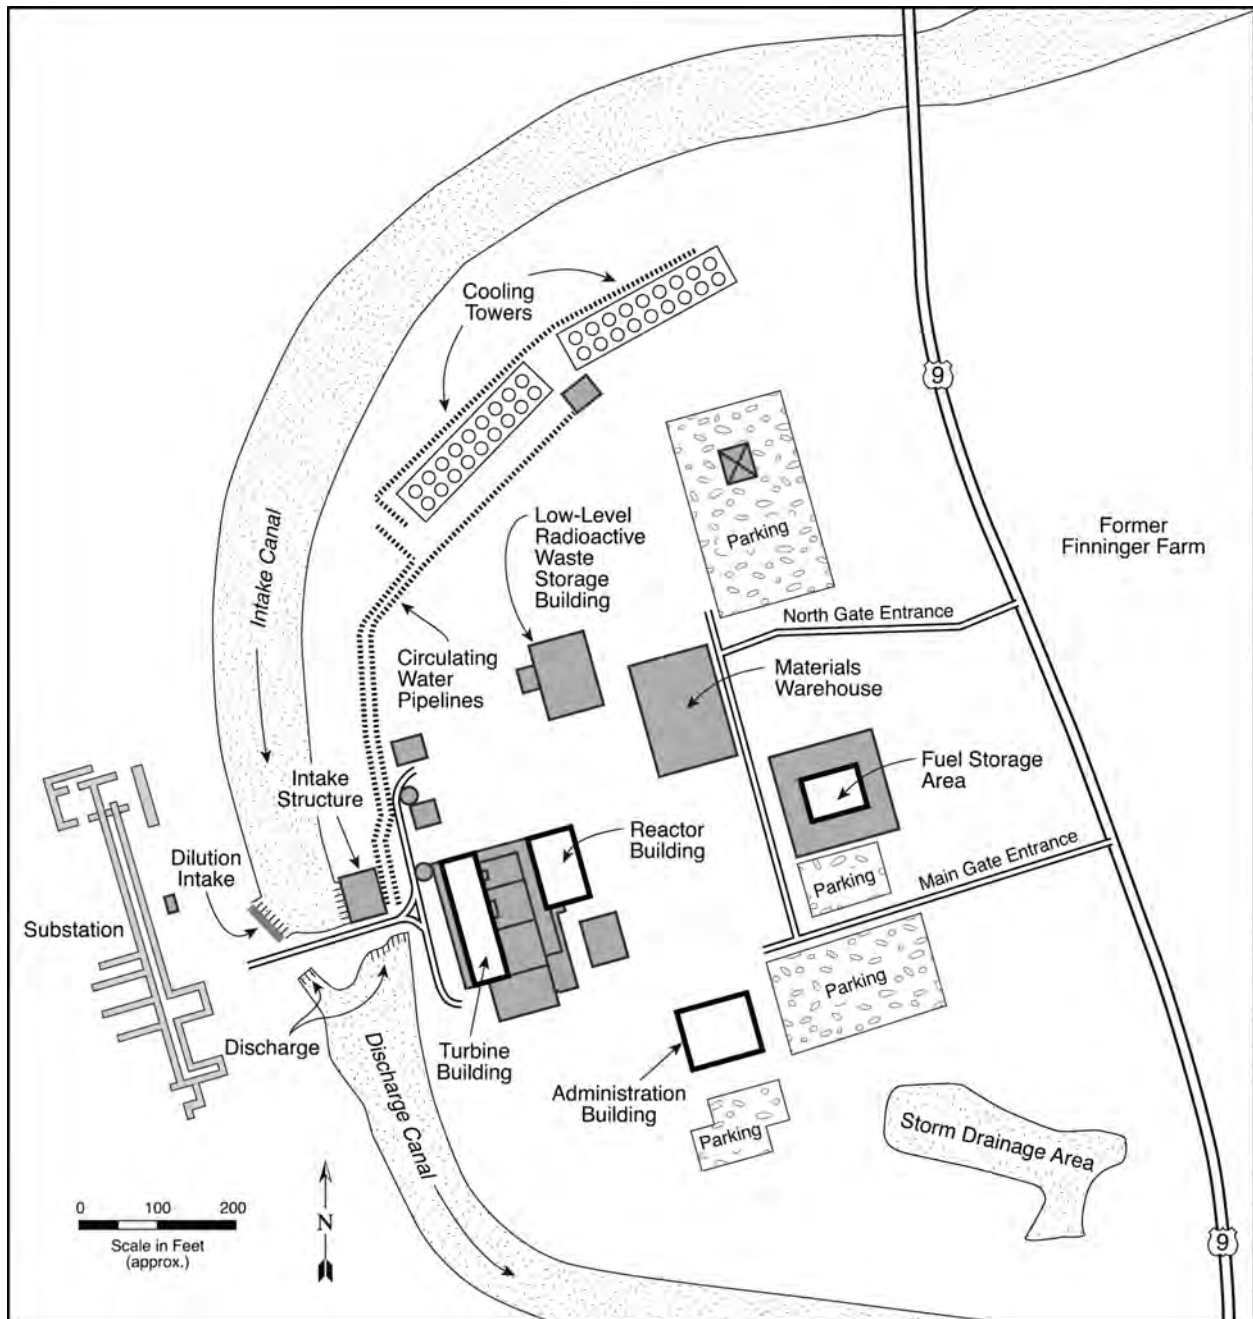 Cooling
Towers
9
Intake Canal
Low-Level
Radioactive
Waste
Storage
Building
Parking
Former
Finninger Farm
North Gate Entrance
Circulating
Water
Pipelines
Materials
Warehouse
Intake
Structure
Fuel Storage
Area
Reactor
Building
Dilution
Intake
Parking
Main Gate Entrance
Substation
Parking
Discharge
Turbine
Building
Discharge Canal
Administration
Building
Parking
Storm Drainage Area
0 100 200
Scale in Feet
(approx.)
N
9